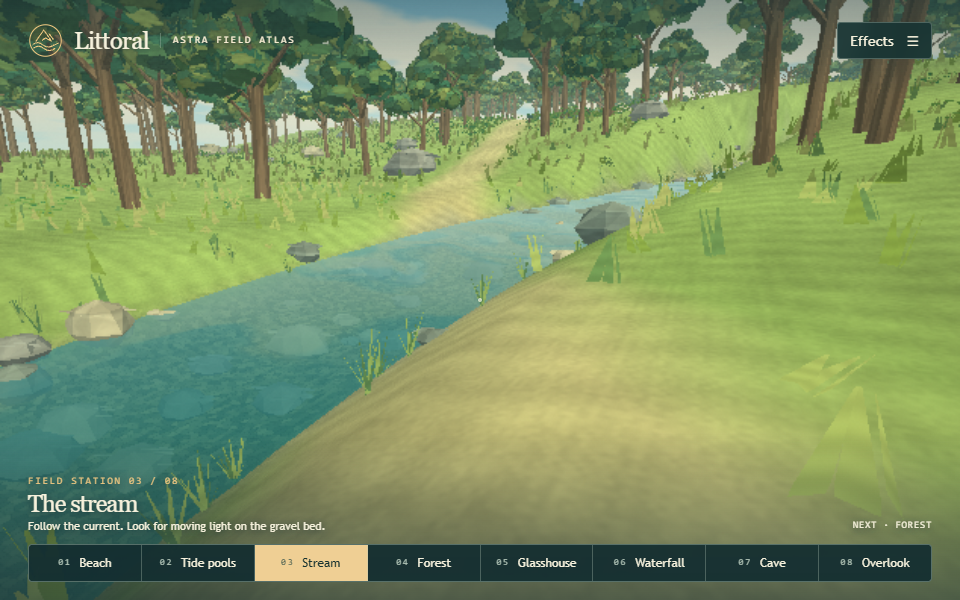 Littoral
ASTRA FIELD ATLAS
Effects
FIELD STATION 03 / 08
The stream
Follow the current. Look for moving light on the gravel bed.
NEXT · FOREST
01 Beach
02 Tide pools
03 Stream
04 Forest
05 Glasshouse
06 Waterfall
07 Cave
08 Overlook